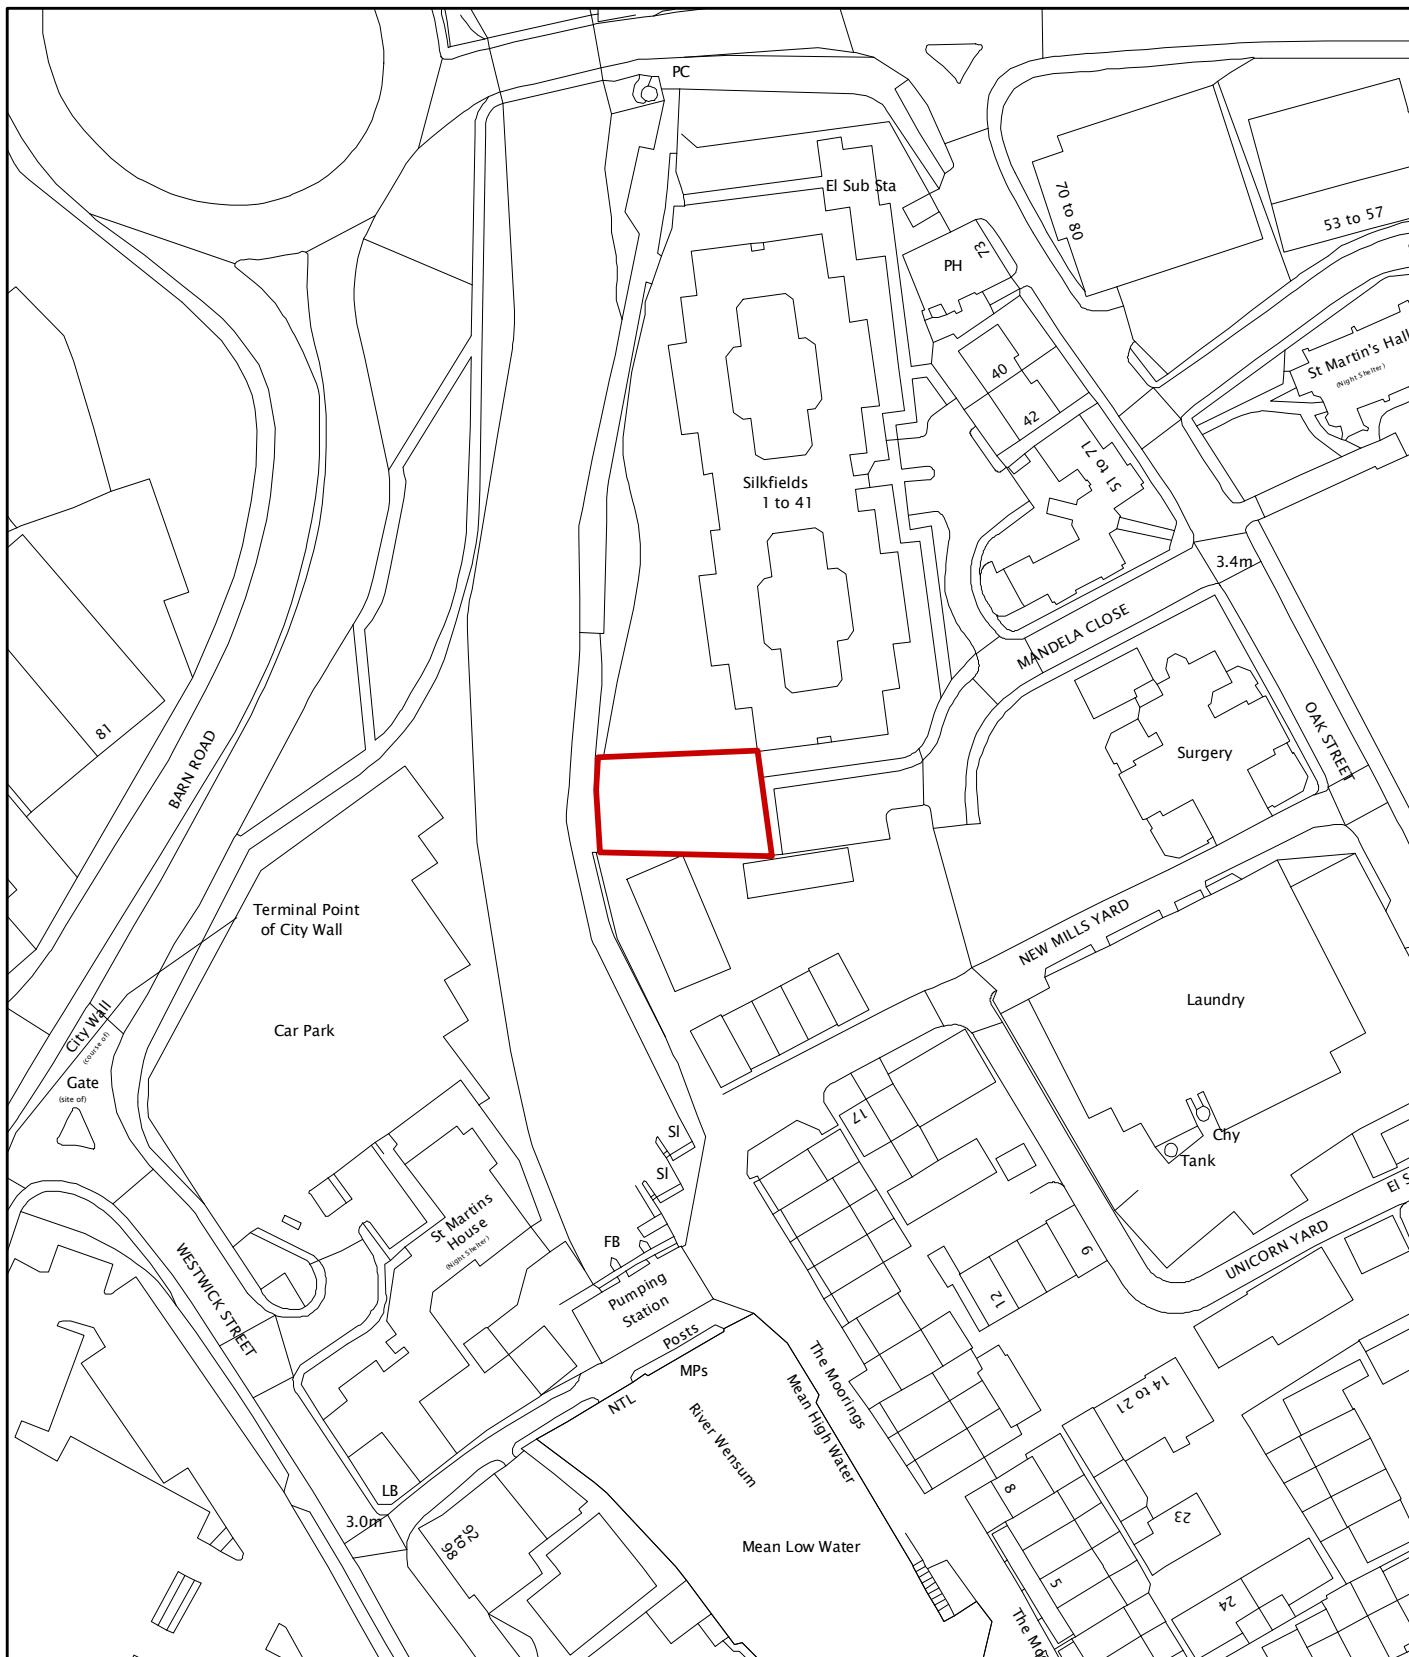 PC
El Sub Sta
70 to 80
53 to 57
73
PH
St Martin's Hall
(Night Shelter)
40
42
51 to 71
Silkfields
1 to 41
3.4m
MANDELA CLOSE
OAK STREET
81
BARN ROAD
Surgery
Terminal Point
of City Wall
NEW MILLS YARD
Laundry
Car Park
City Wall
(course of)
Gate
(site of)
17
SI
SI
Chy
Tank
El S
St Martins
House
(Night Shelter)
FB
UNICORN YARD
WESTWICK STREET
9
12
Pumping
Station
Posts
MPs
NTL
The Moorings
Mean High Water
River Wensum
14 to 21
LB
3.0m
8
92
to
98
23
Mean Low Water
5
24
The Mo